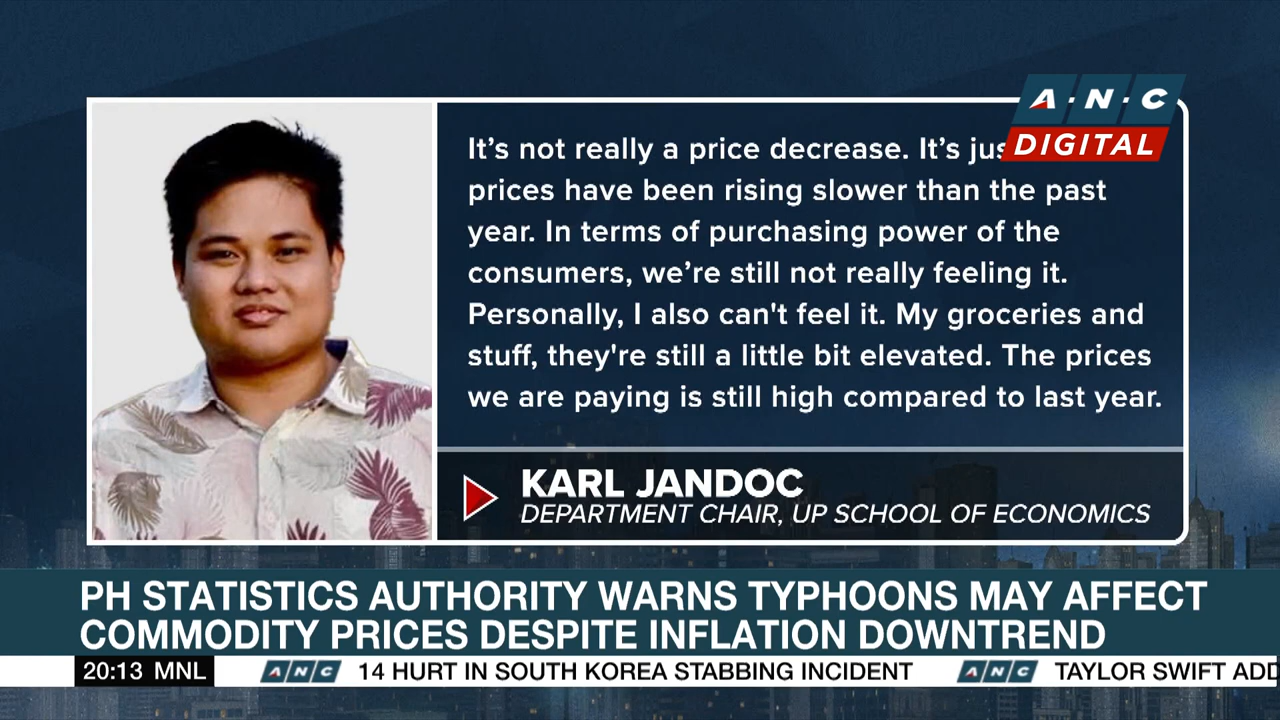 A·N·C
DIGITAL
It's not really a price decrease. It's
prices have been rising slower than the past
year. In terms of purchasing power of the
consumers, we're still not really feeling it.
Personally, I also can't feel it. My groceries and
stuff, they're still a little bit elevated. The prices
we are paying is still high compared to last year.
KARL JANDOC
DEPARTMENT CHAIR, UP SCHOOL OF ECONOMICS
PH STATISTICS AUTHORITY WARNS TYPHOONS MAY AFFECT
COMMODITY PRICES DESPITE INFLATION DOWNTREND
20:13 MNL ANC 14 HURT IN SOUTH KOREA STABBING INCIDENT ANC TAYLOR SWIFT ADD